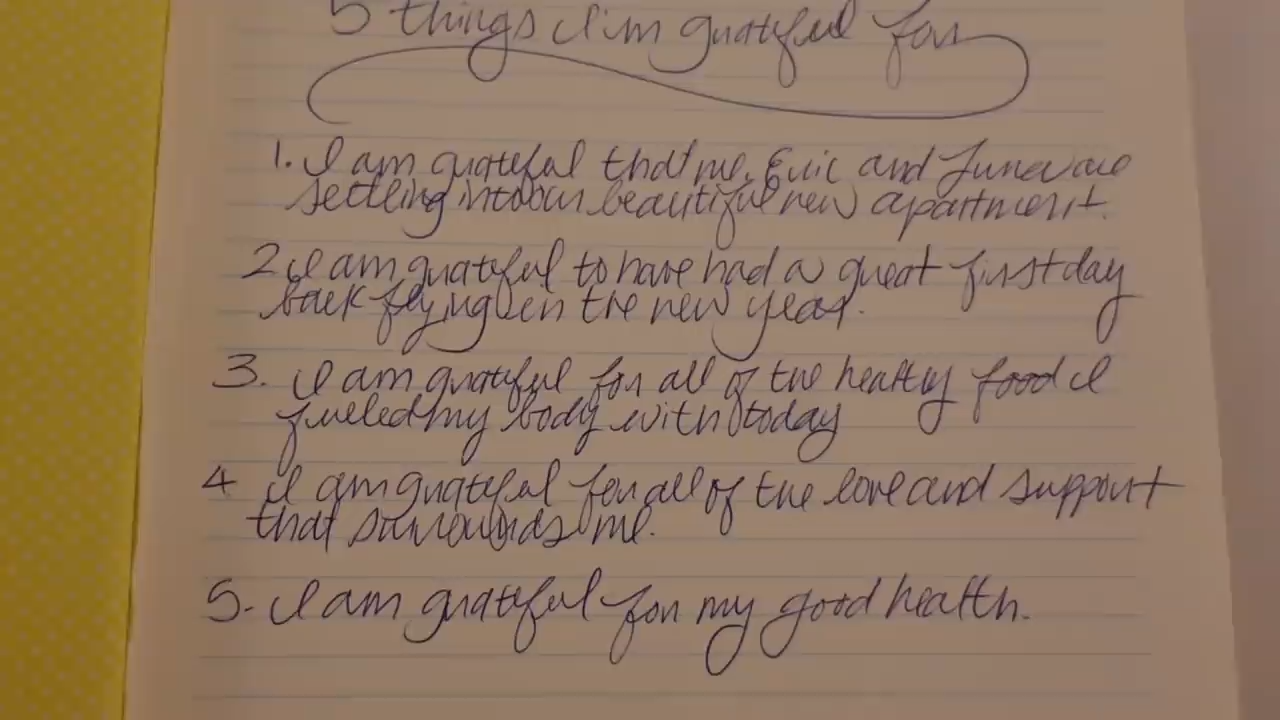 5 things I'm grateful for
1. I am grateful that me, Eric and Juno are
settling into our beautiful new apartment.
2 I am grateful to have had a great first day
back flying in the new year.
3. I am grateful for all of the healthy food I
fueled my body with today
4 I am grateful for all of the love and support
that surrounds me.
5. I am grateful for my good health.